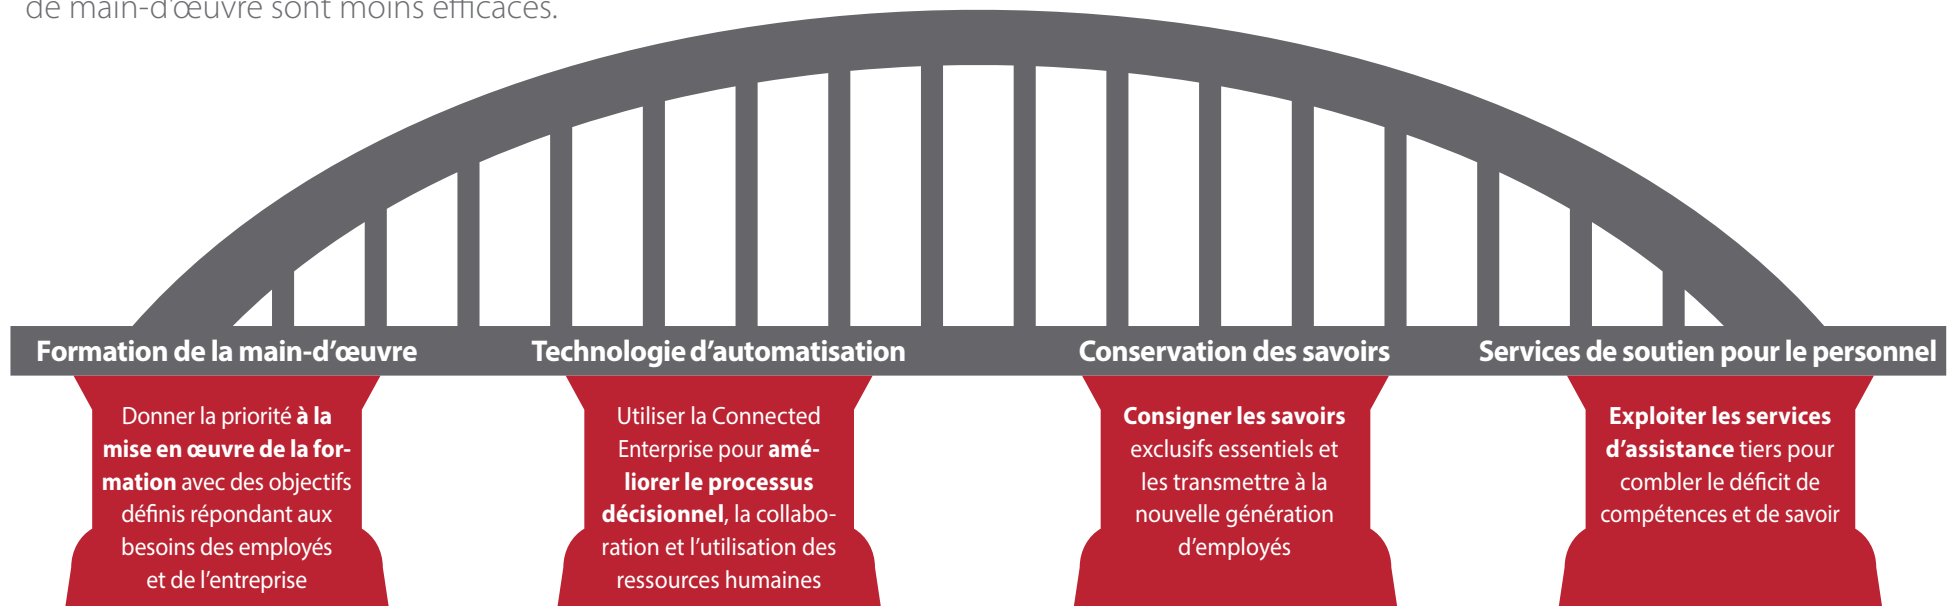 de main-d'œuvre sont moins efficaces.
Formation de la main-d'œuvre
Donner la priorité à la
mise en œuvre de la for-
mation avec des objectifs
définis répondant aux
besoins des employés
et de l'entreprise
Technologie d'automatisation
Utiliser la Connected
Enterprise pour amé-
liorer le processus
décisionnel, la collabo-
ration et l'utilisation des
ressources humaines
Conservation des savoirs
Consigner les savoirs
exclusifs essentiels et
les transmettre à la
nouvelle génération
d'employés
Services de soutien pour le personnel
Exploiter les services
d'assistance tiers pour
combler le déficit de
compétences et de savoir